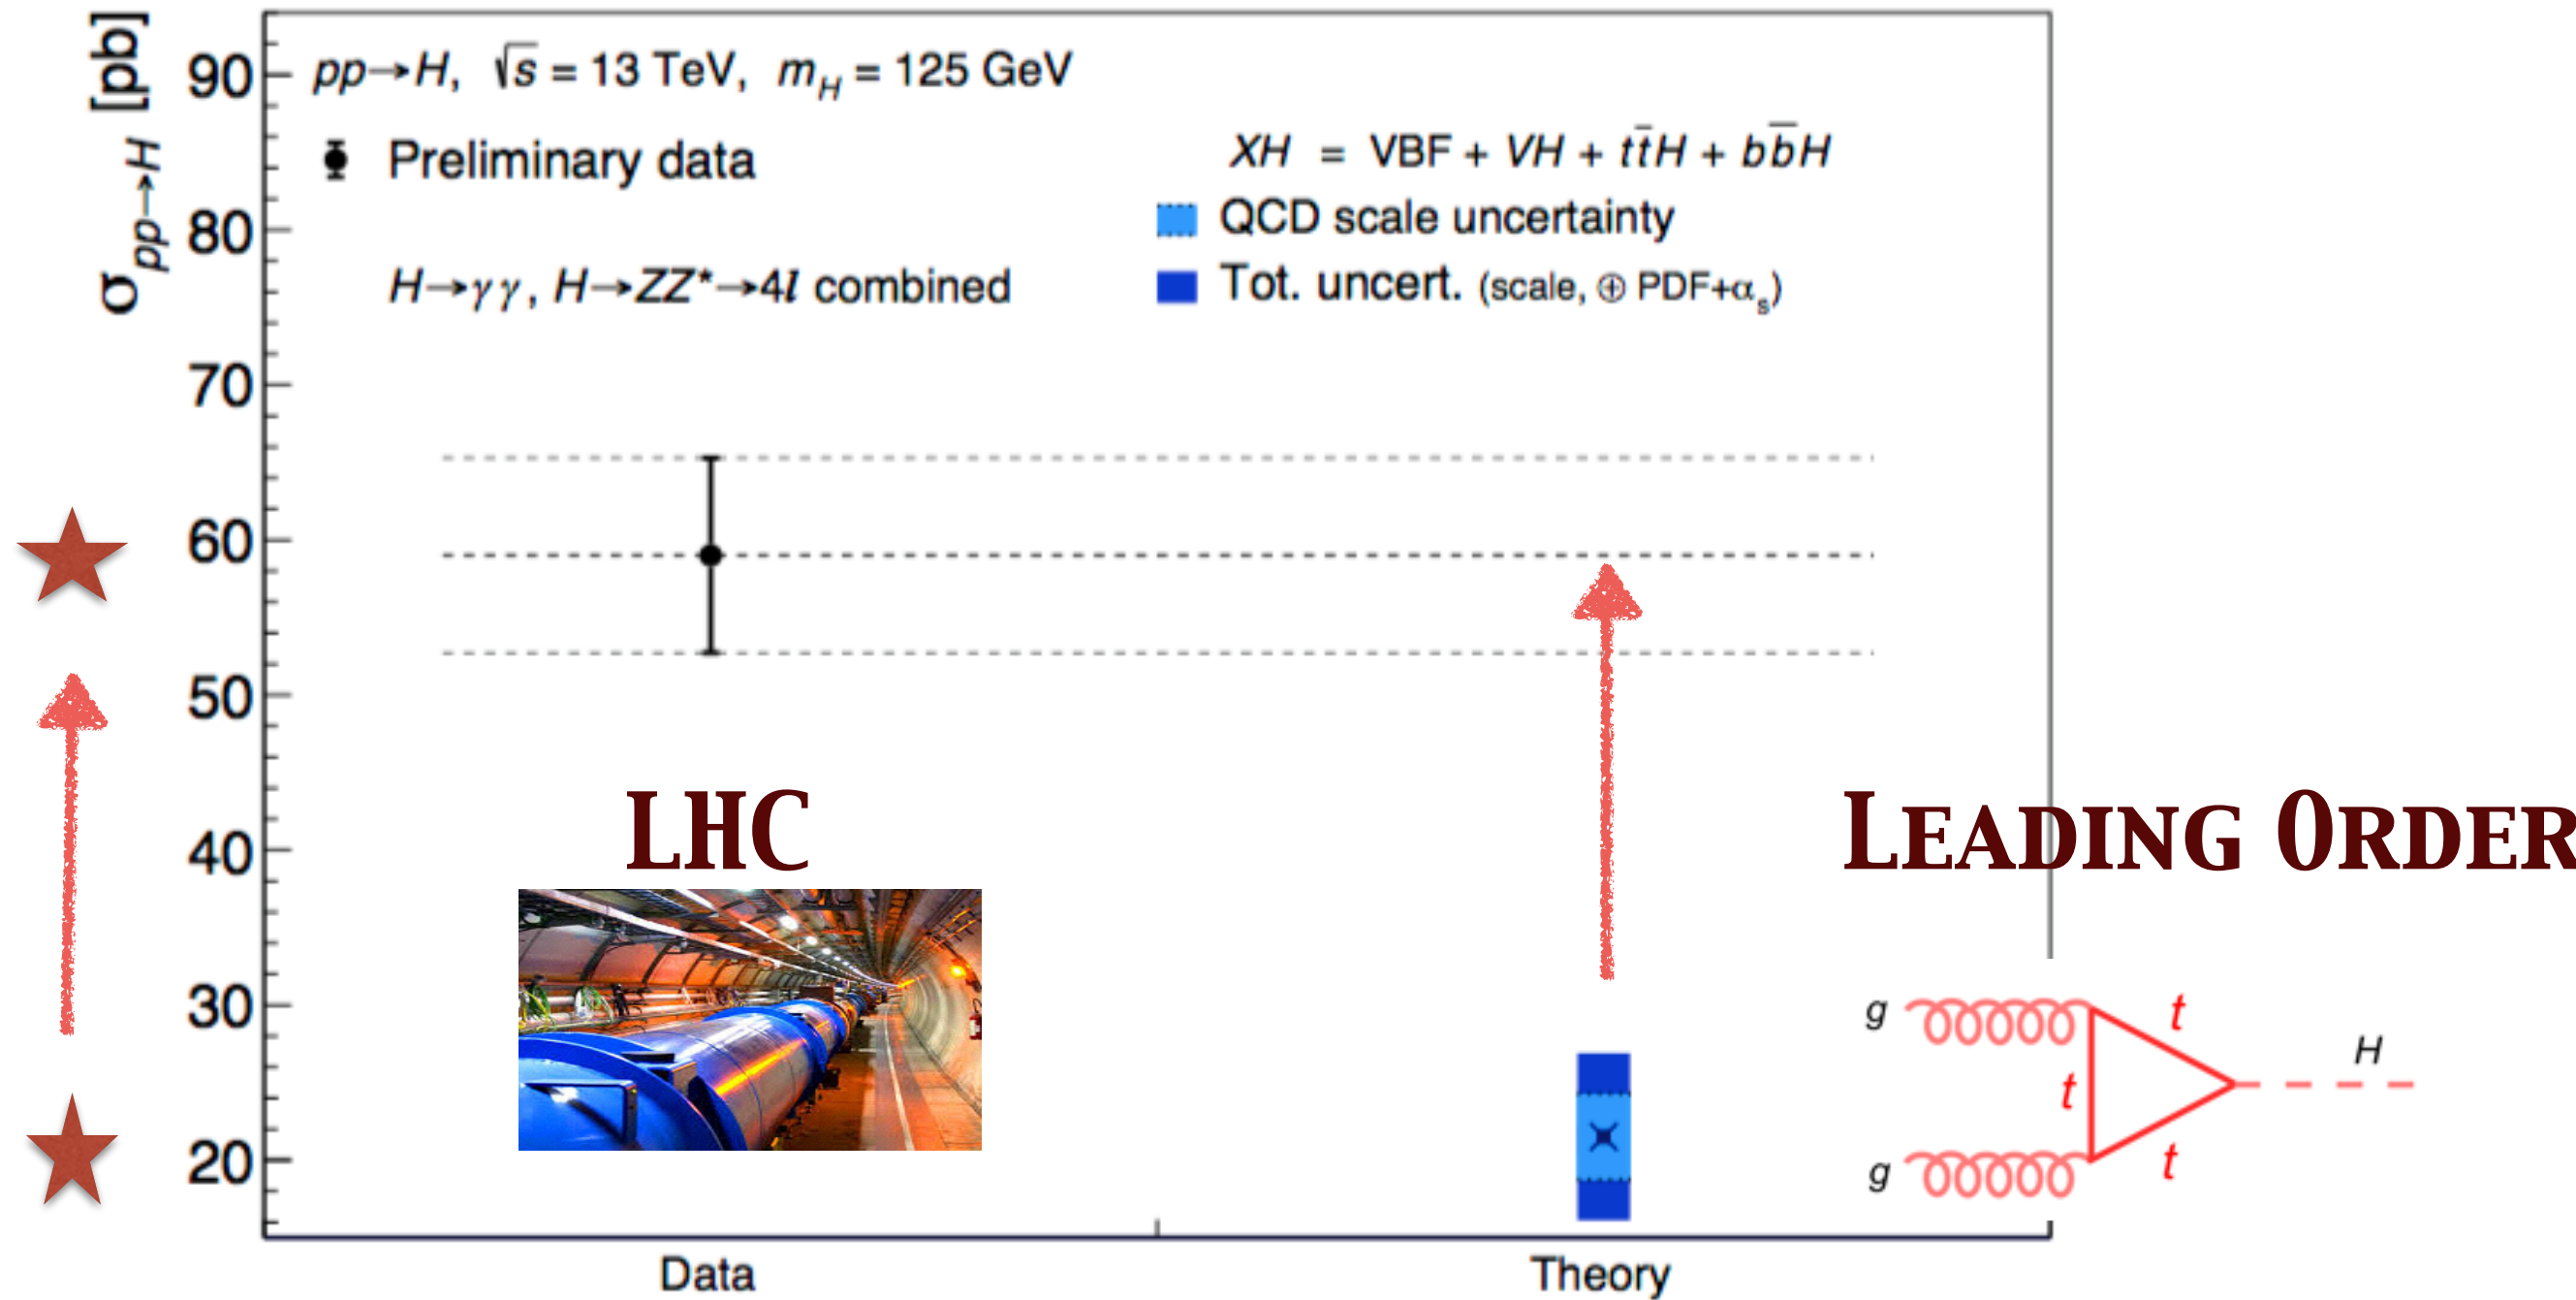 σpp→H [pb]
90
80
70
60
50
40
30
20
pp→H, √s = 13 TeV, mH = 125 GeV
Preliminary data
H→γγ, H→ZZ*→4l combined
XH = VBF + VH + tt̄H + bb̄H
QCD scale uncertainty
Tot. uncert. (scale, ⊕ PDF+αs)
LHC
LEADING ORDER
g
t
H
t
g
t
Data
Theory